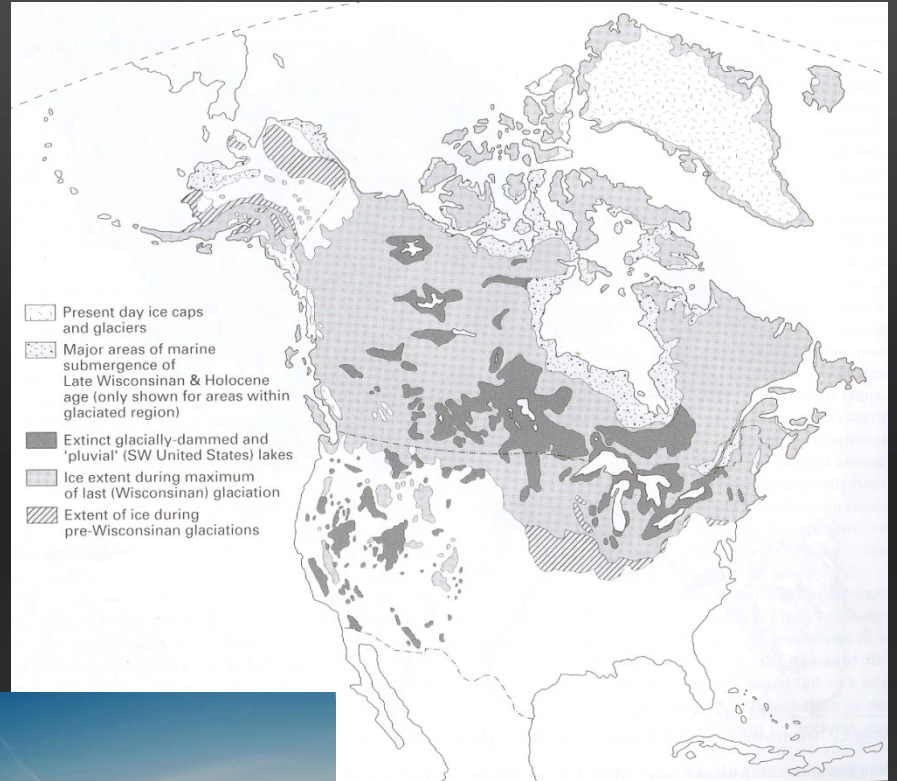 Present day ice caps
and glaciers
Major areas of marine
submergence of
Late Wisconsinan & Holocene
age (only shown for areas within
glaciated region)
Extinct glacially-dammed and
'pluvial' (SW United States) lakes
Ice extent during maximum
of last (Wisconsinan) glaciation
Extent of ice during
pre-Wisconsinan glaciations